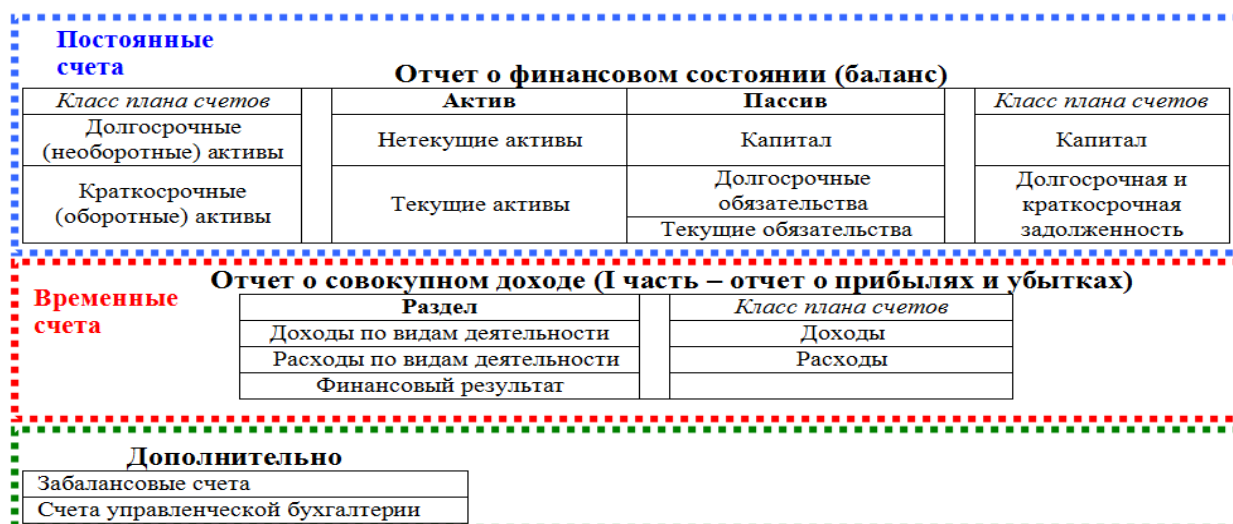 Постоянные
счета
Отчет о финансовом состоянии (баланс)
Класс плана счетов Актив Пассив Класс плана счетов
Долгосрочные
(необоротные) активы
Нетекущие активы
Капитал
Капитал
Краткосрочные
(оборотные) активы
Текущие активы
Долгосрочные
обязательства
Текущие обязательства
Долгосрочная и
краткосрочная
задолженность
Отчет о совокупном доходе (I часть – отчет о прибылях и убытках)
Временные
счета
Раздел Класс плана счетов
Доходы по видам деятельности Доходы
Расходы по видам деятельности Расходы
Финансовый результат
Дополнительно
Забалансовые счета
Счета управленческой бухгалтерии